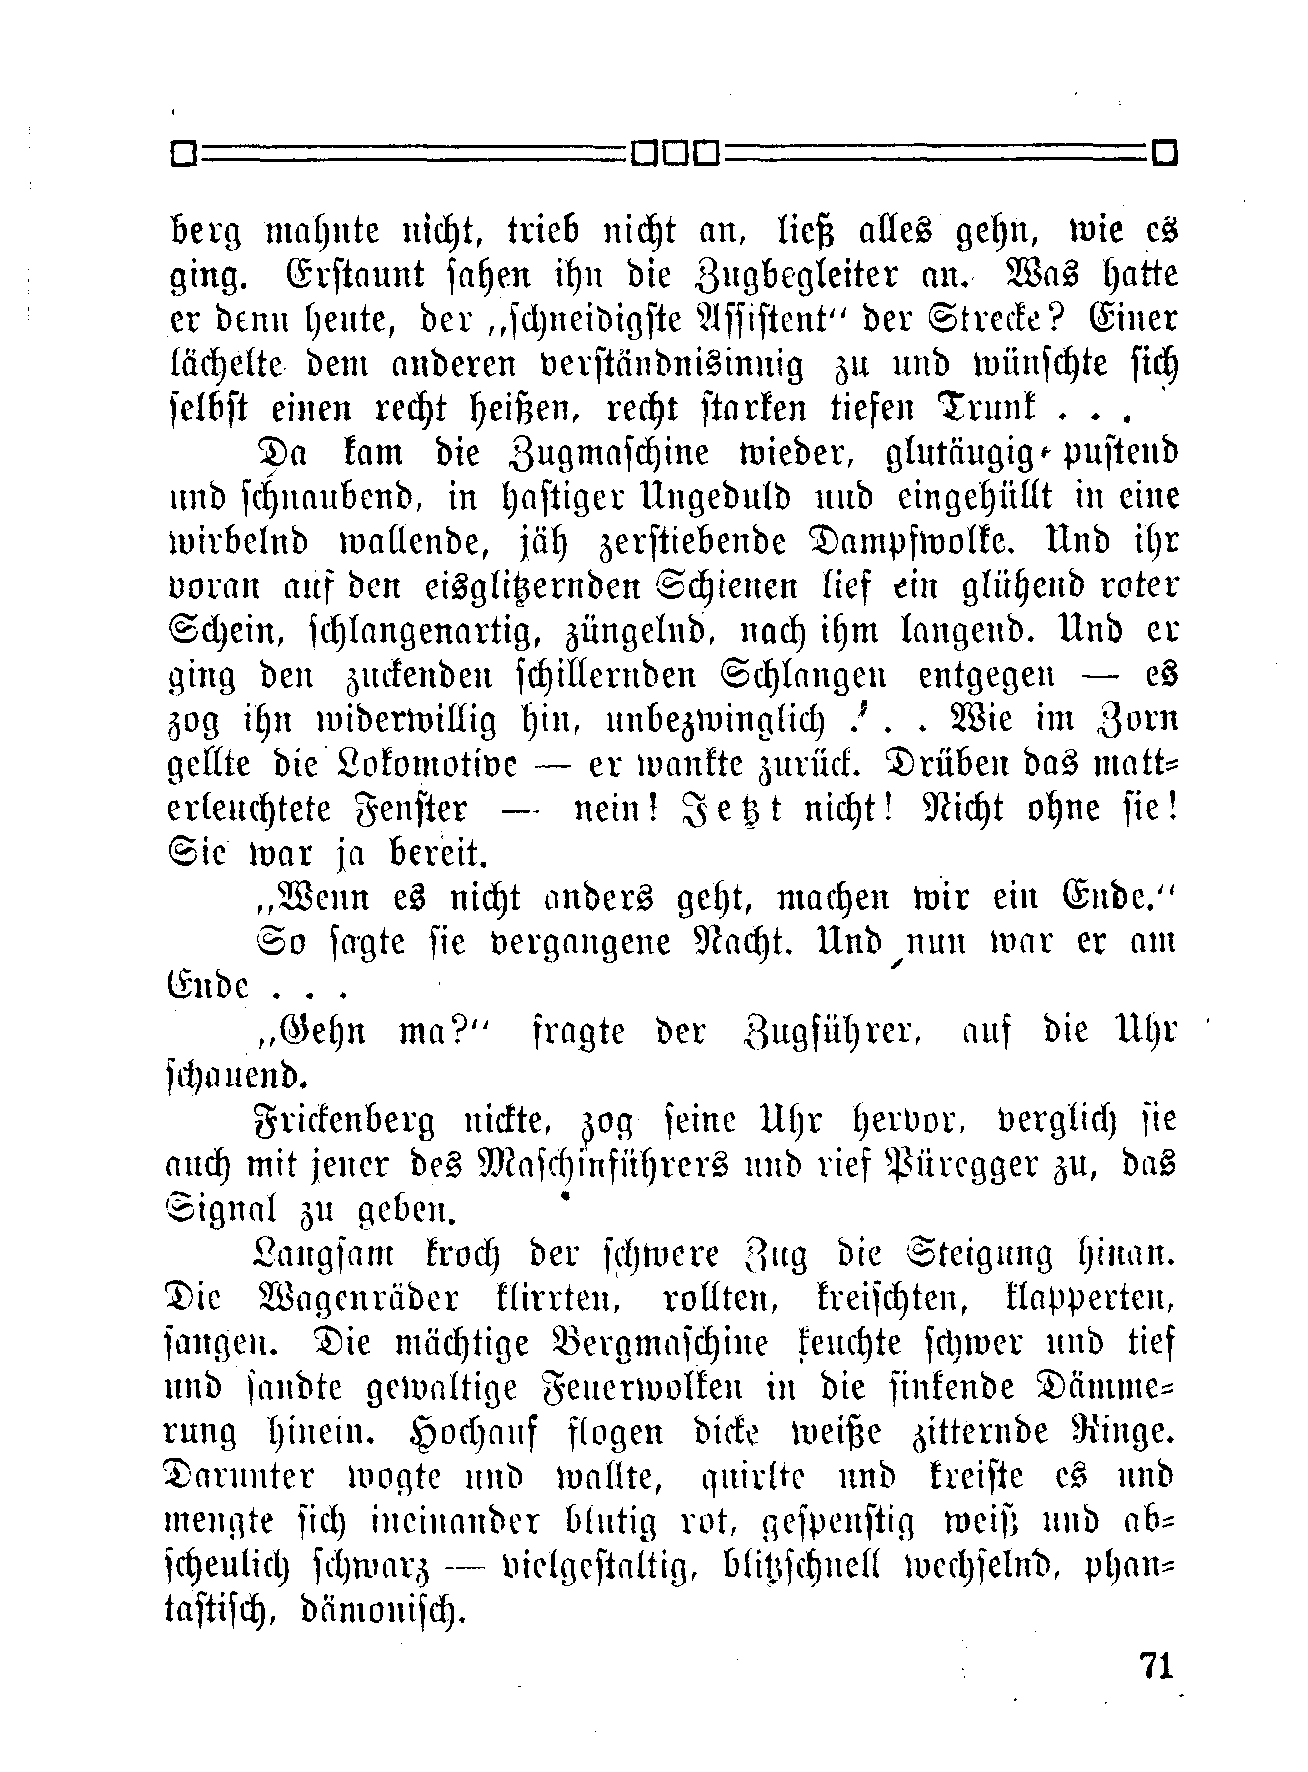 berg mahnte nicht, trieb nicht an, ließ alles gehn, wie es
ging. Erstaunt sahen ihn die Zugbegleiter an. Was hatte
er denn heute, der „schneidigste Assistent“ der Strecke? Einer
lächelte dem anderen verständnisinnig zu und wünschte sich
selbst einen recht heißen, recht starken tiefen Trunk . . .
Da kam die Zugmaschine wieder, glutäugig, pustend
und schnaubend, in hastiger Ungeduld und eingehüllt in eine
wirbelnd wallende, jäh zerstiebende Dampfwolke. Und ihr
voran auf den eisglitzernden Schienen lief ein glühend roter
Schein, schlangenartig, züngelnd, nach ihm langend. Und er
ging den zuckenden schillernden Schlangen entgegen — es
zog ihn widerwillig hin, unbezwinglich . . . Wie im Zorn
gellte die Lokomotive — er wankte zurück. Drüben das matt-
erleuchtete Fenster — nein! Jetzt nicht! Nicht ohne sie!
Sie war ja bereit.
„Wenn es nicht anders geht, machen wir ein Ende.“
So sagte sie vergangene Nacht. Und nun war er am
Ende . . .
„Gehn ma?“ fragte der Zugführer, auf die Uhr
schauend.
Frickenberg nickte, zog seine Uhr hervor, verglich sie
auch mit jener des Maschinführers und rief Püregger zu, das
Signal zu geben.
Langsam kroch der schwere Zug die Steigung hinan.
Die Wagenräder klirrten, rollten, kreischten, klapperten,
sangen. Die mächtige Bergmaschine keuchte schwer und tief
und sandte gewaltige Feuerwolken in die sinkende Dämme-
rung hinein. Hochauf flogen dicke weiße zitternde Ringe.
Darunter wogte und wallte, quirlte und kreiste es und
mengte sich ineinander blutig rot, gespenstig weiß und ab-
scheulich schwarz — vielgestaltig, blitzschnell wechselnd, phan-
tastisch, dämonisch.
71